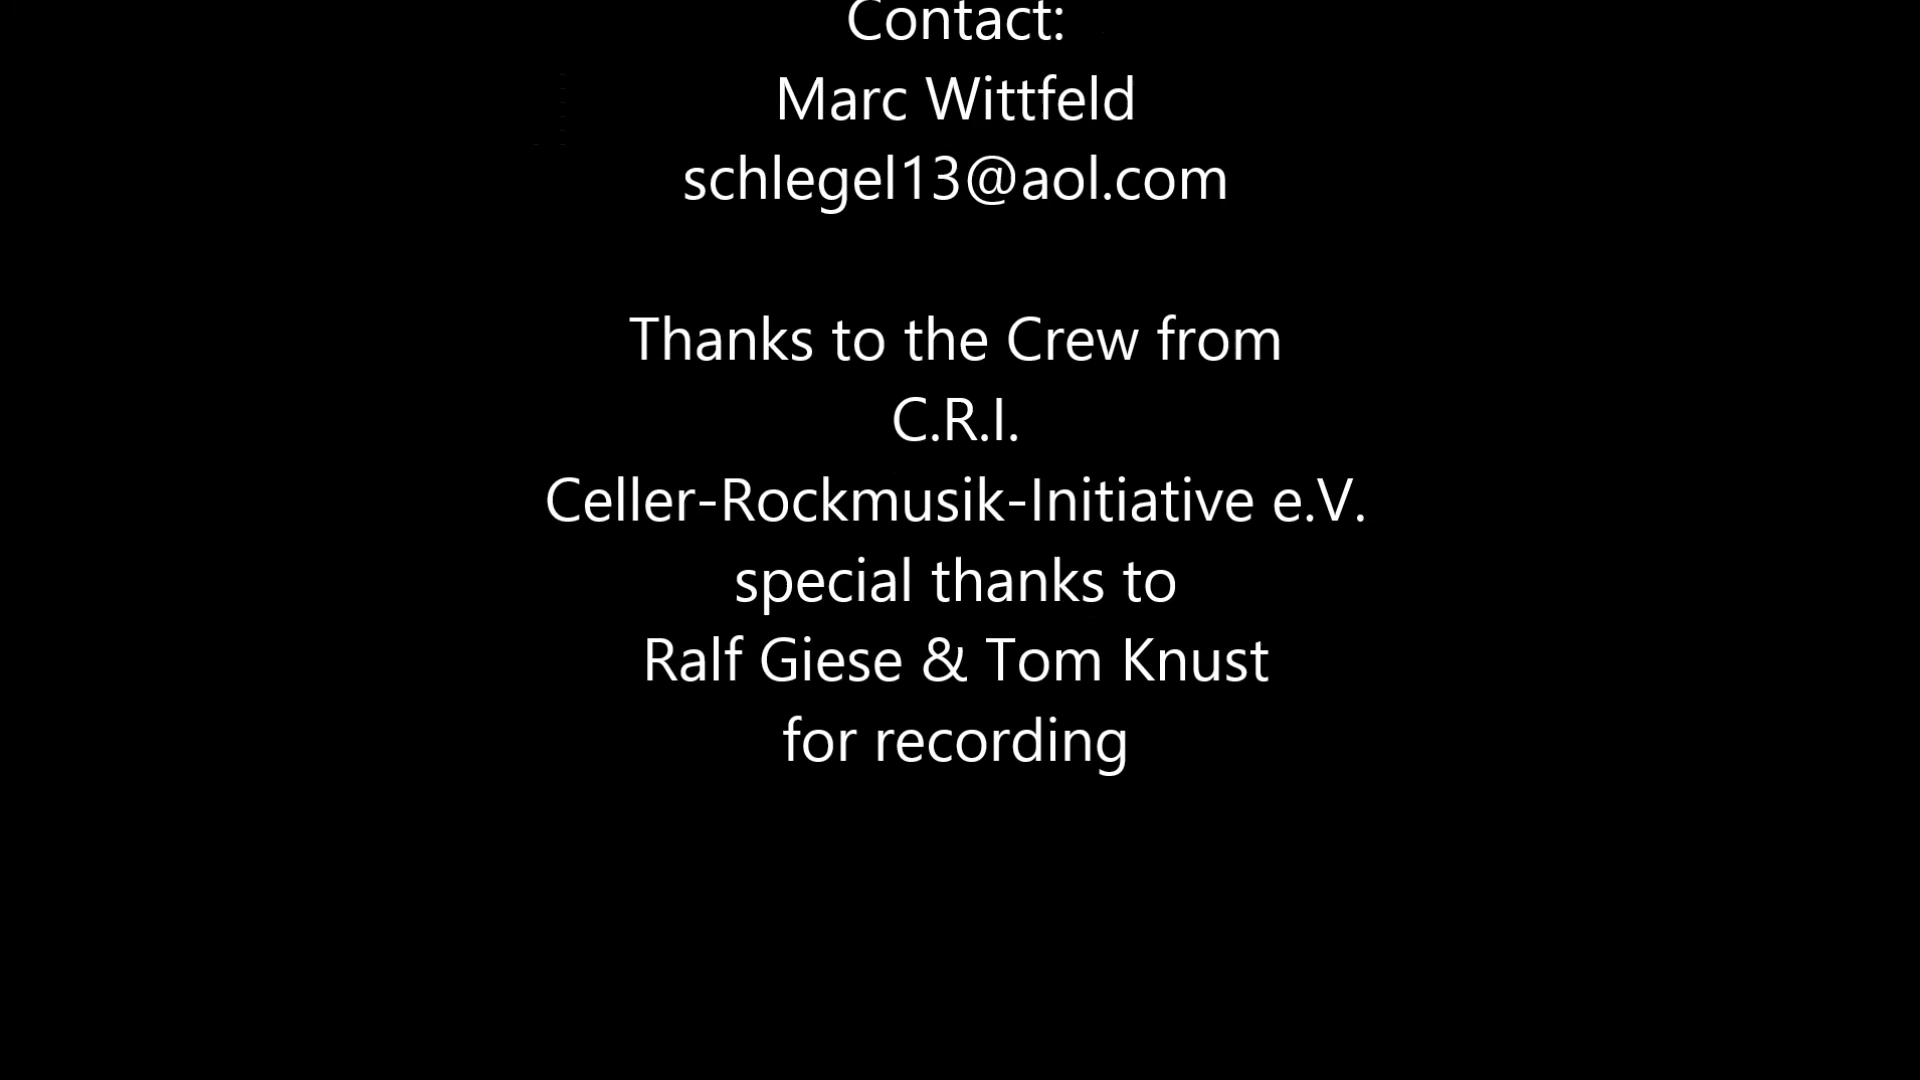 Contact:
Marc Wittfeld
schlegel13@aol.com
Thanks to the Crew from
C.R.I.
Celler-Rockmusik-Initiative e.V.
special thanks to
Ralf Giese & Tom Knust
for recording